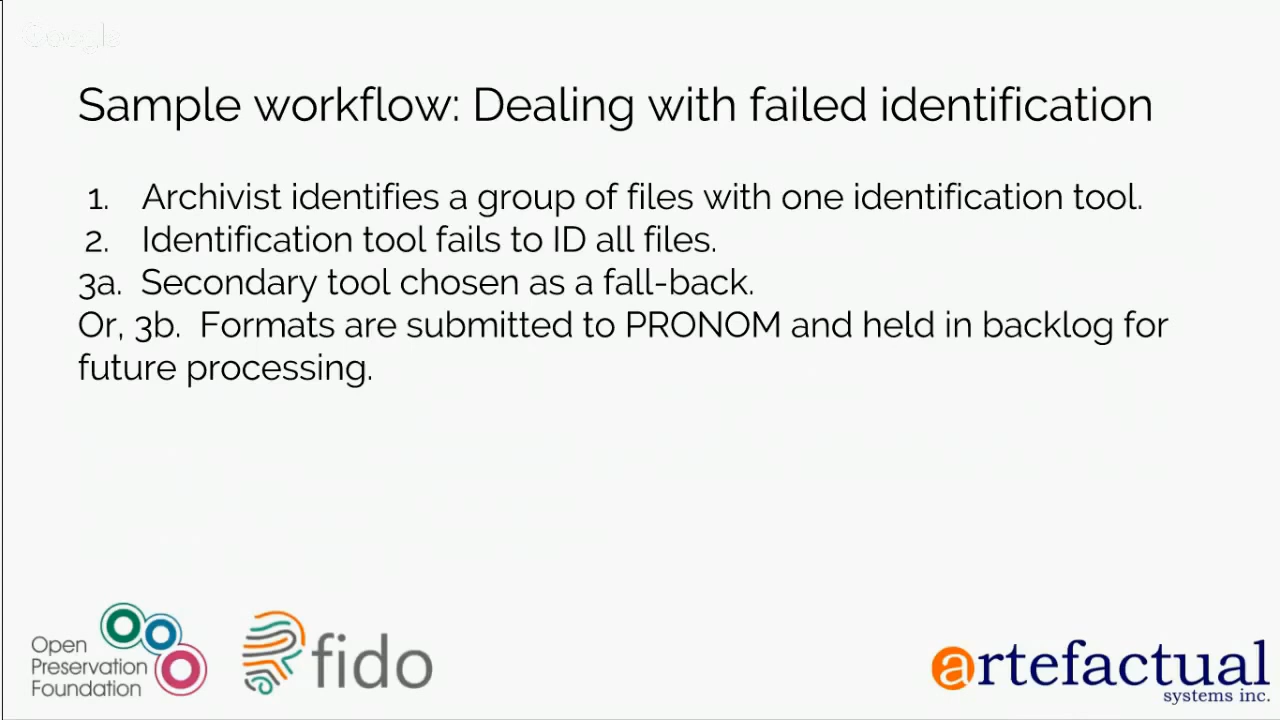 Google
Sample workflow: Dealing with failed identification
1. Archivist identifies a group of files with one identification tool.
2. Identification tool fails to ID all files.
3a. Secondary tool chosen as a fall-back.
Or, 3b. Formats are submitted to PRONOM and held in backlog for
future processing.
Open
Preservation
Foundation
fido
artefactual
systems inc.